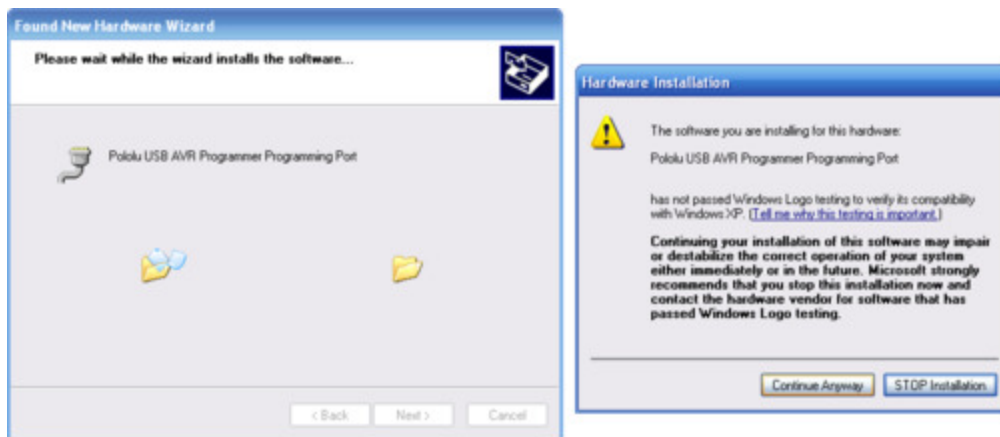 Found New Hardware Wizard
Please wait while the wizard installs the software...
Pololu USB AVR Programmer Programming Port
< Back
Next >
Cancel
Hardware Installation
The software you are installing for this hardware:
Pololu USB AVR Programmer Programming Port
has not passed Windows Logo testing to verify its compatibility
with Windows XP. (Tell me why this testing is important.)
Continuing your installation of this software may impair
or destabilize the correct operation of your system
either immediately or in the future. Microsoft strongly
recommends that you stop this installation now and
contact the hardware vendor for software that has
passed Windows Logo testing.
Continue Anyway
STOP Installation